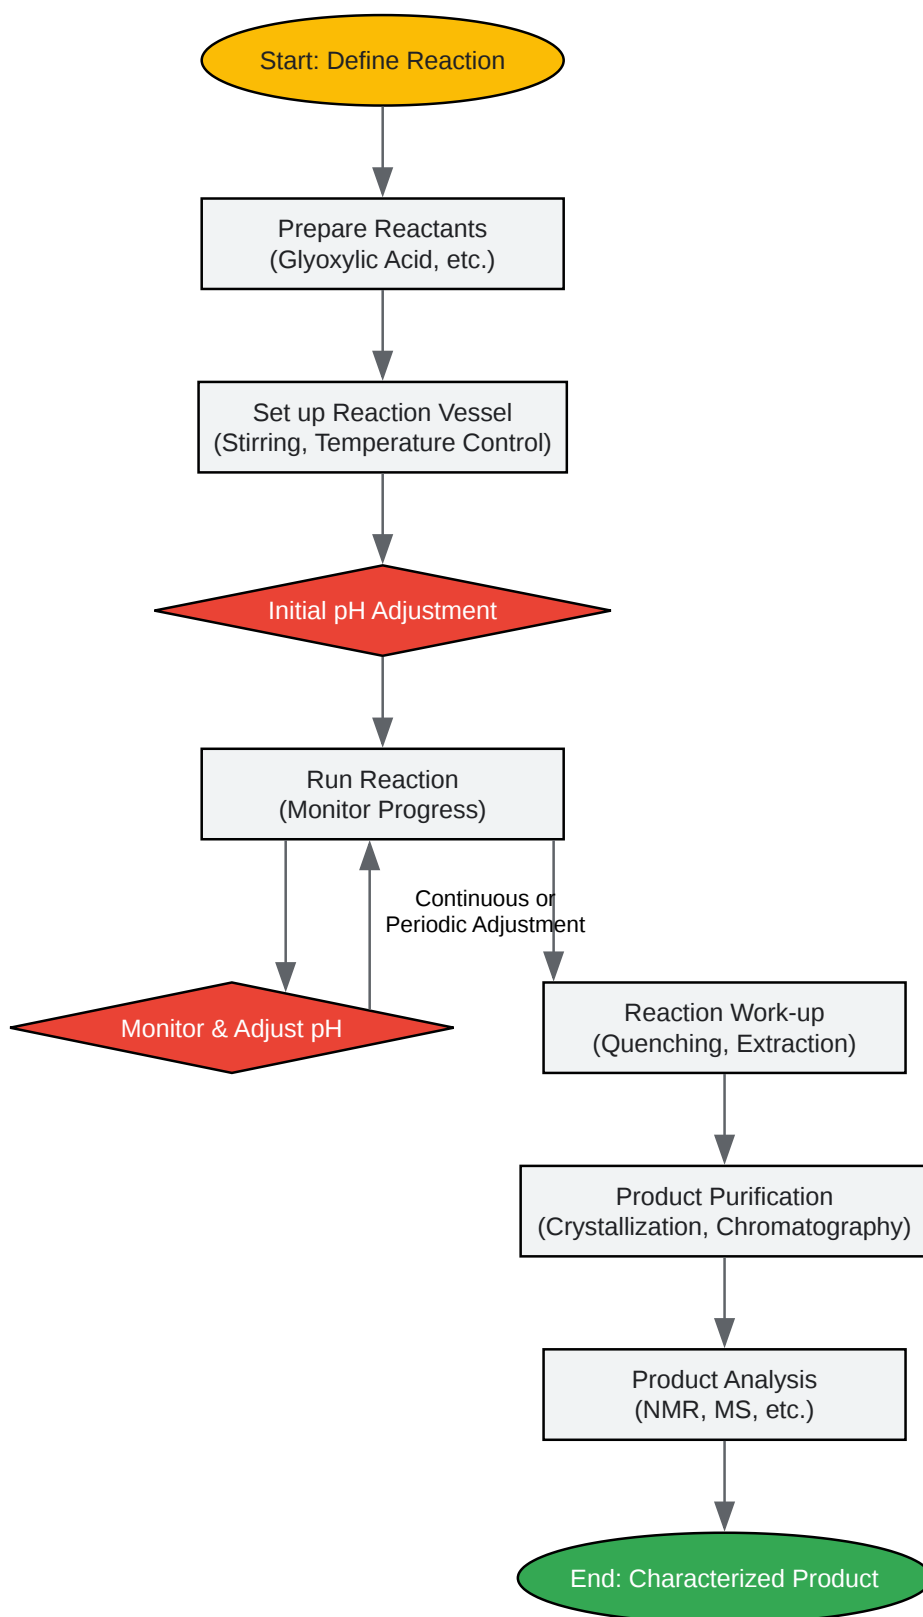 Start: Define Reaction
Prepare Reactants
(Glyoxylic Acid, etc.)
Set up Reaction Vessel
(Stirring, Temperature Control)
Initial pH Adjustment
Run Reaction
(Monitor Progress)
Continuous or
Periodic Adjustment
Monitor & Adjust pH
Reaction Work-up
(Quenching, Extraction)
Product Purification
(Crystallization, Chromatography)
Product Analysis
(NMR, MS, etc.)
End: Characterized Product